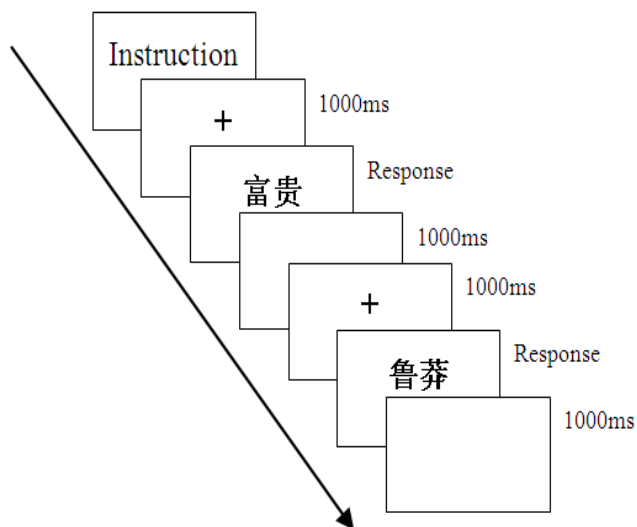 Instruction
+
1000ms
富贵
Response
1000ms
+
1000ms
鲁莽
Response
1000ms